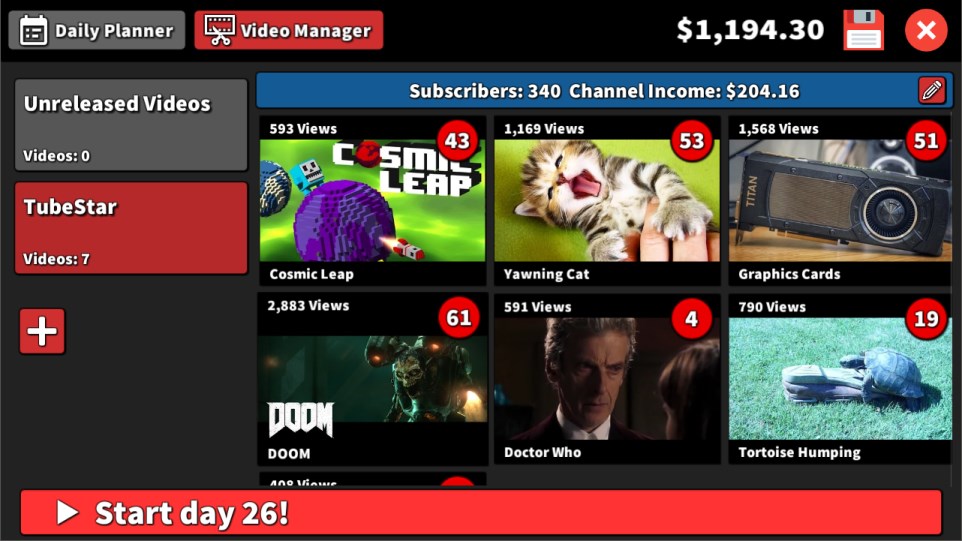 Daily Planner
Video Manager
$1,194.30
Unreleased Videos
Videos: 0
TubeStar
Videos: 7
Subscribers: 340 Channel Income: $204.16
593 Views
43
COSMIC
LEAP
Cosmic Leap
1,169 Views
53
Yawning Cat
1,568 Views
51
TITAN
Graphics Cards
2,883 Views
61
DOOM
DOOM
591 Views
4
Doctor Who
790 Views
19
Tortoise Humping
408 Views
Start day 26!